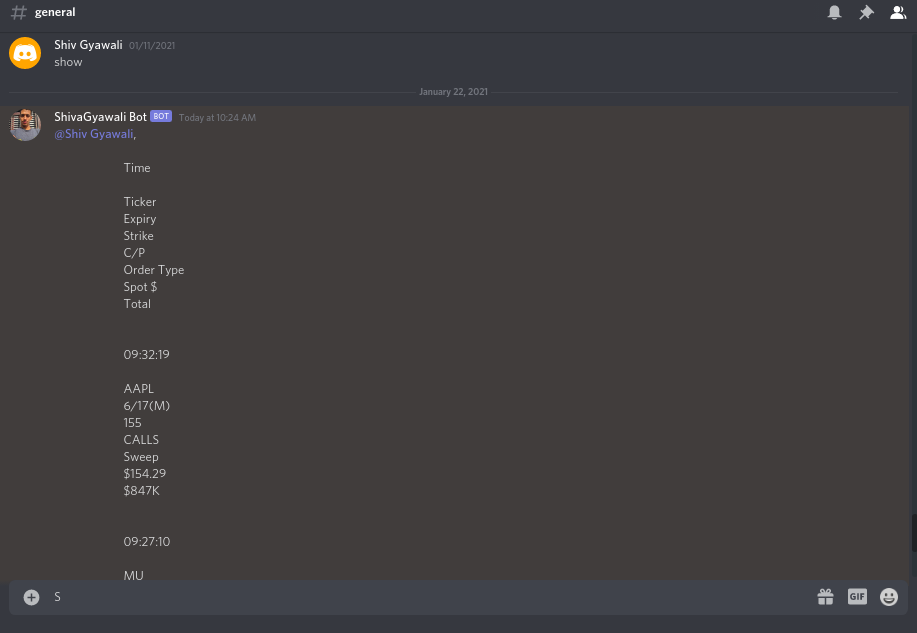 general
Shiv Gyawali 01/11/2021
show
January 22, 2021
ShivaGyawali Bot BOT Today at 10:24 AM
@Shiv Gyawali,
Time
Ticker
Expiry
Strike
C/P
Order Type
Spot $
Total
09:32:19
AAPL
6/17(M)
155
CALLS
Sweep
$154.29
$847K
09:27:10
MU
S
GIF